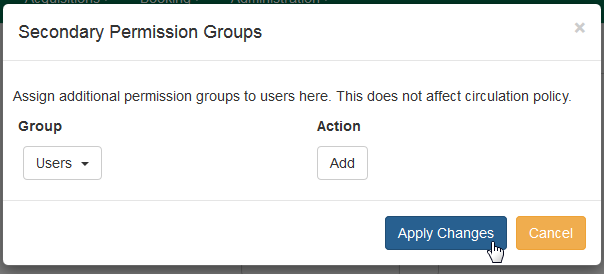 Acquisitions Booking Administration
Secondary Permission Groups ×
Assign additional permission groups to users here. This does not affect circulation policy.
Group Action
Users Add
Apply Changes Cancel